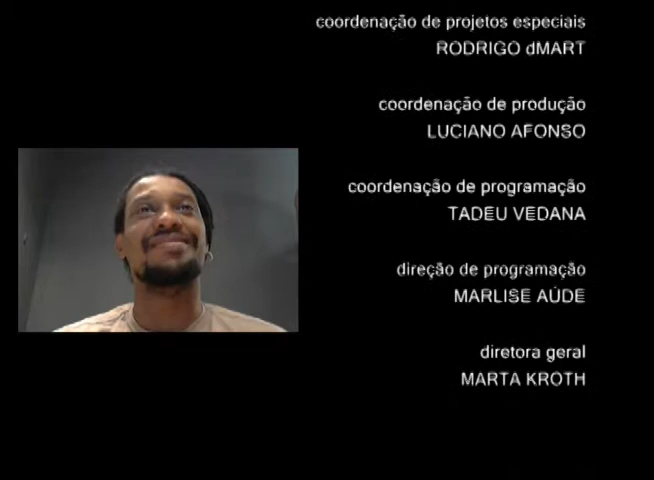 coordenação de projetos especiais
RODRIGO dMART
coordenação de produção
LUCIANO AFONSO
coordenação de programação
TADEU VEDANA
direção de programação
MARLISE AÚDE
diretora geral
MARTA KROTH